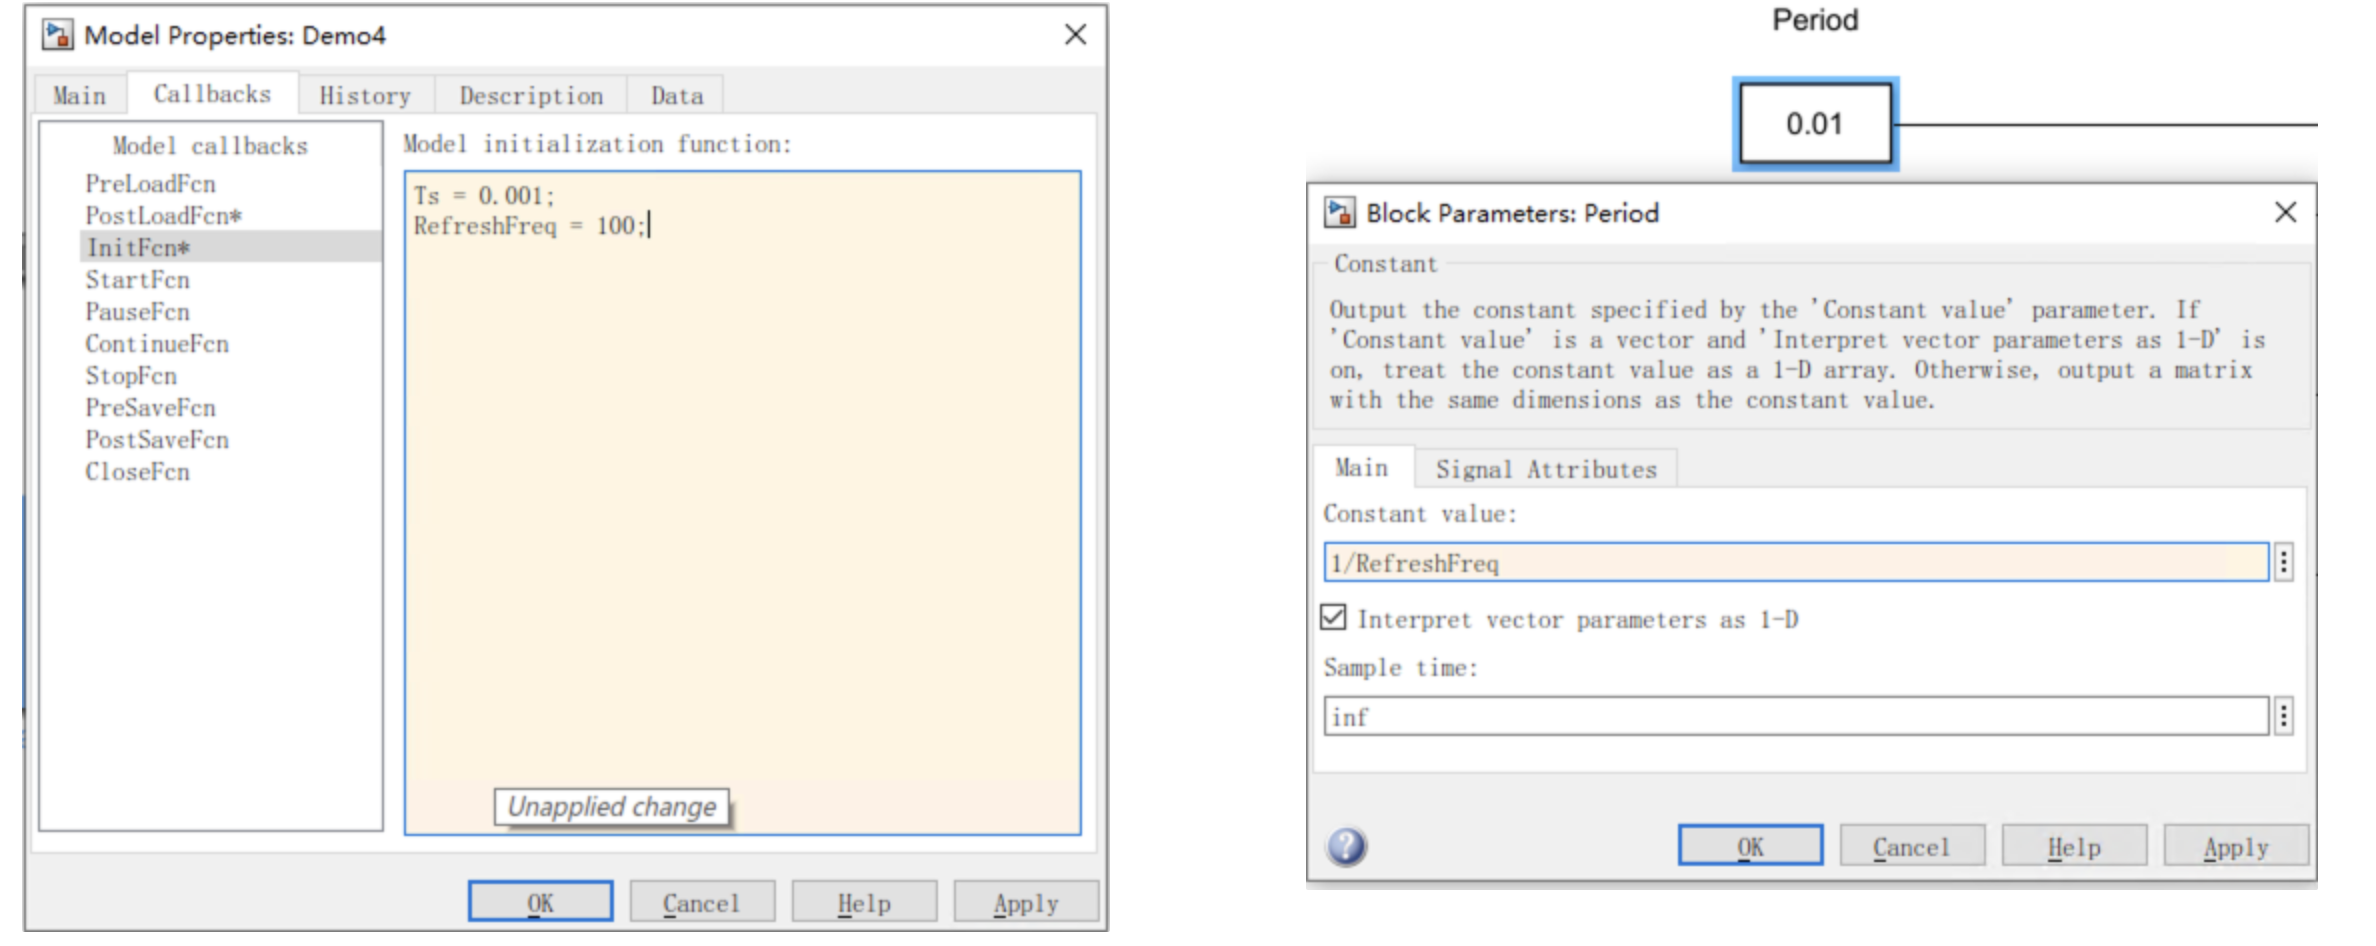 Model Properties: Demo4
Main Callbacks History Description Data
Model callbacks
PreLoadFcn
PostLoadFcn*
InitFcn*
StartFcn
PauseFcn
ContinueFcn
StopFcn
PreSaveFcn
PostSaveFcn
CloseFcn
Model initialization function:
Ts = 0.001;
RefreshFreq = 100;
Unapplied change
OK Cancel Help Apply
Period
0.01
Block Parameters: Period
Constant
Output the constant specified by the 'Constant value' parameter. If
'Constant value' is a vector and 'Interpret vector parameters as 1-D' is
on, treat the constant value as a 1-D array. Otherwise, output a matrix
with the same dimensions as the constant value.
Main Signal Attributes
Constant value:
1/RefreshFreq
Interpret vector parameters as 1-D
Sample time:
inf
OK Cancel Help Apply